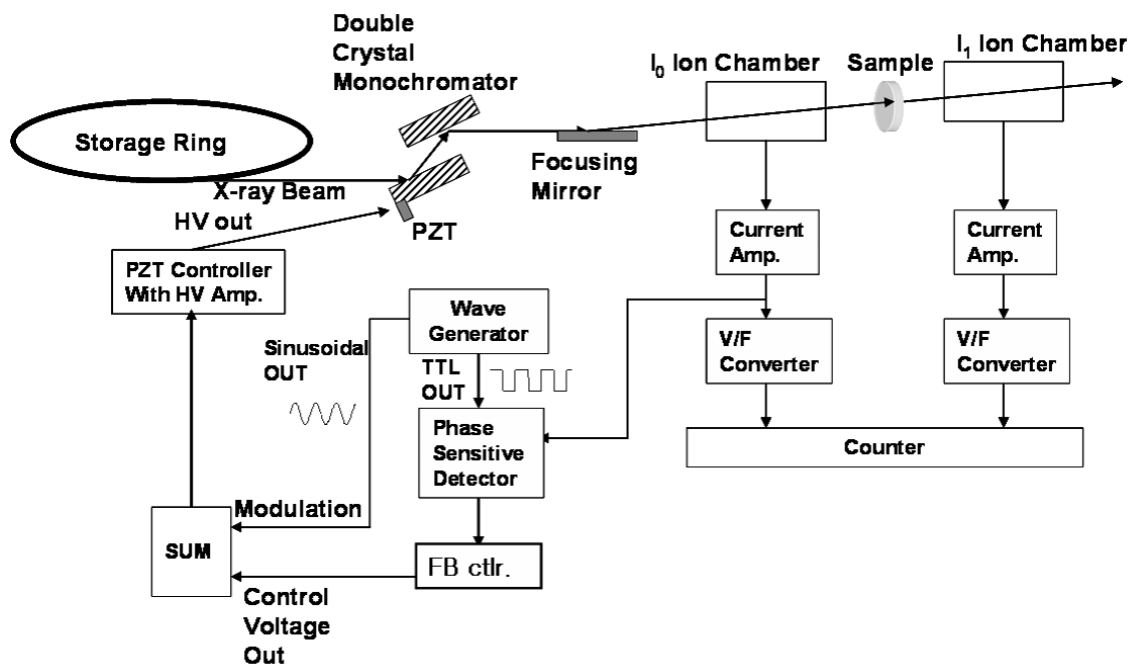 Double
Crystal
Monochromator
I₀ Ion Chamber
Sample
I₁ Ion Chamber
Storage Ring
X-ray Beam
Focusing
Mirror
HV out
PZT
PZT Controller
With HV Amp.
Current
Amp.
Current
Amp.
Wave
Generator
Sinusoidal
OUT
TTL
OUT
V/F
Converter
V/F
Converter
Phase
Sensitive
Detector
Counter
Modulation
SUM
FB ctlr.
Control
Voltage
Out